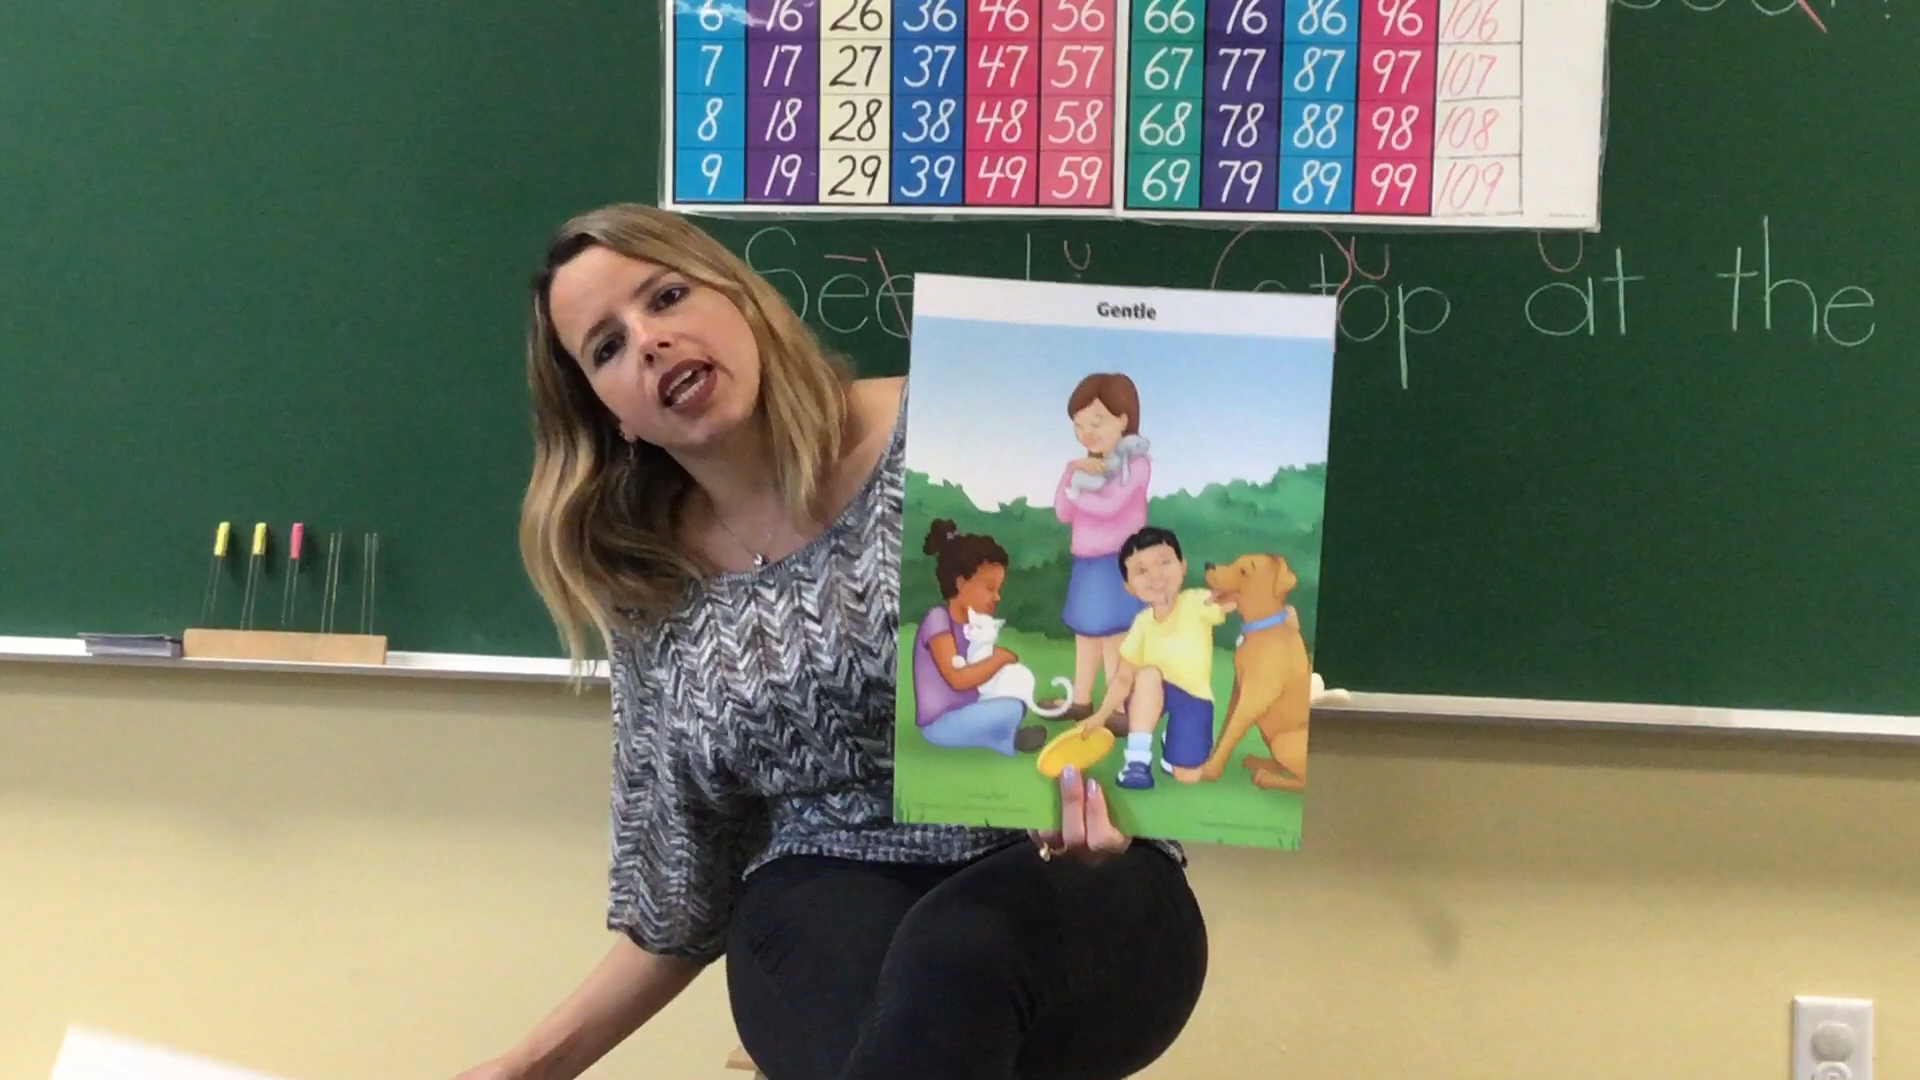 6 16 26 36 46 56 66 76 86 96 106
7 17 27 37 47 57 67 77 87 97 107
8 18 28 38 48 58 68 78 88 98 108
9 19 29 39 49 59 69 79 89 99 109
See stop at the
Gentle